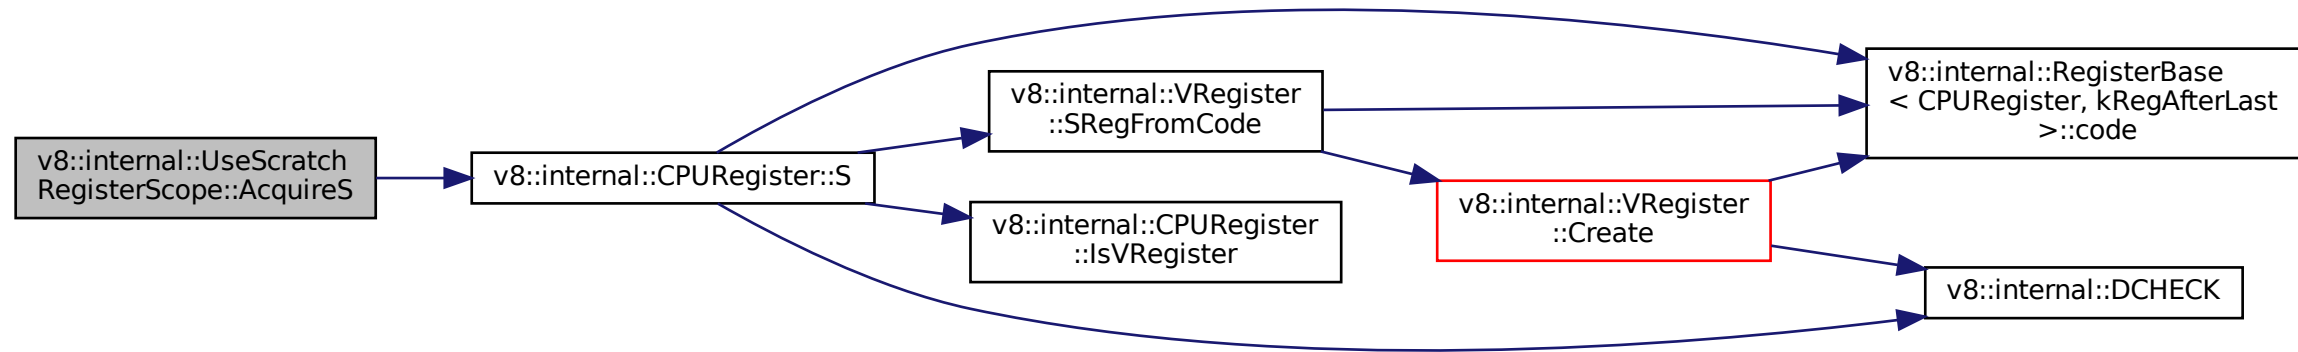 v8::internal::UseScratch
RegisterScope::AcquireS
v8::internal::CPURegister::S
v8::internal::VRegister
::SRegFromCode
v8::internal::CPURegister
::IsVRegister
v8::internal::VRegister
::Create
v8::internal::RegisterBase
< CPURegister, kRegAfterLast
>::code
v8::internal::DCHECK